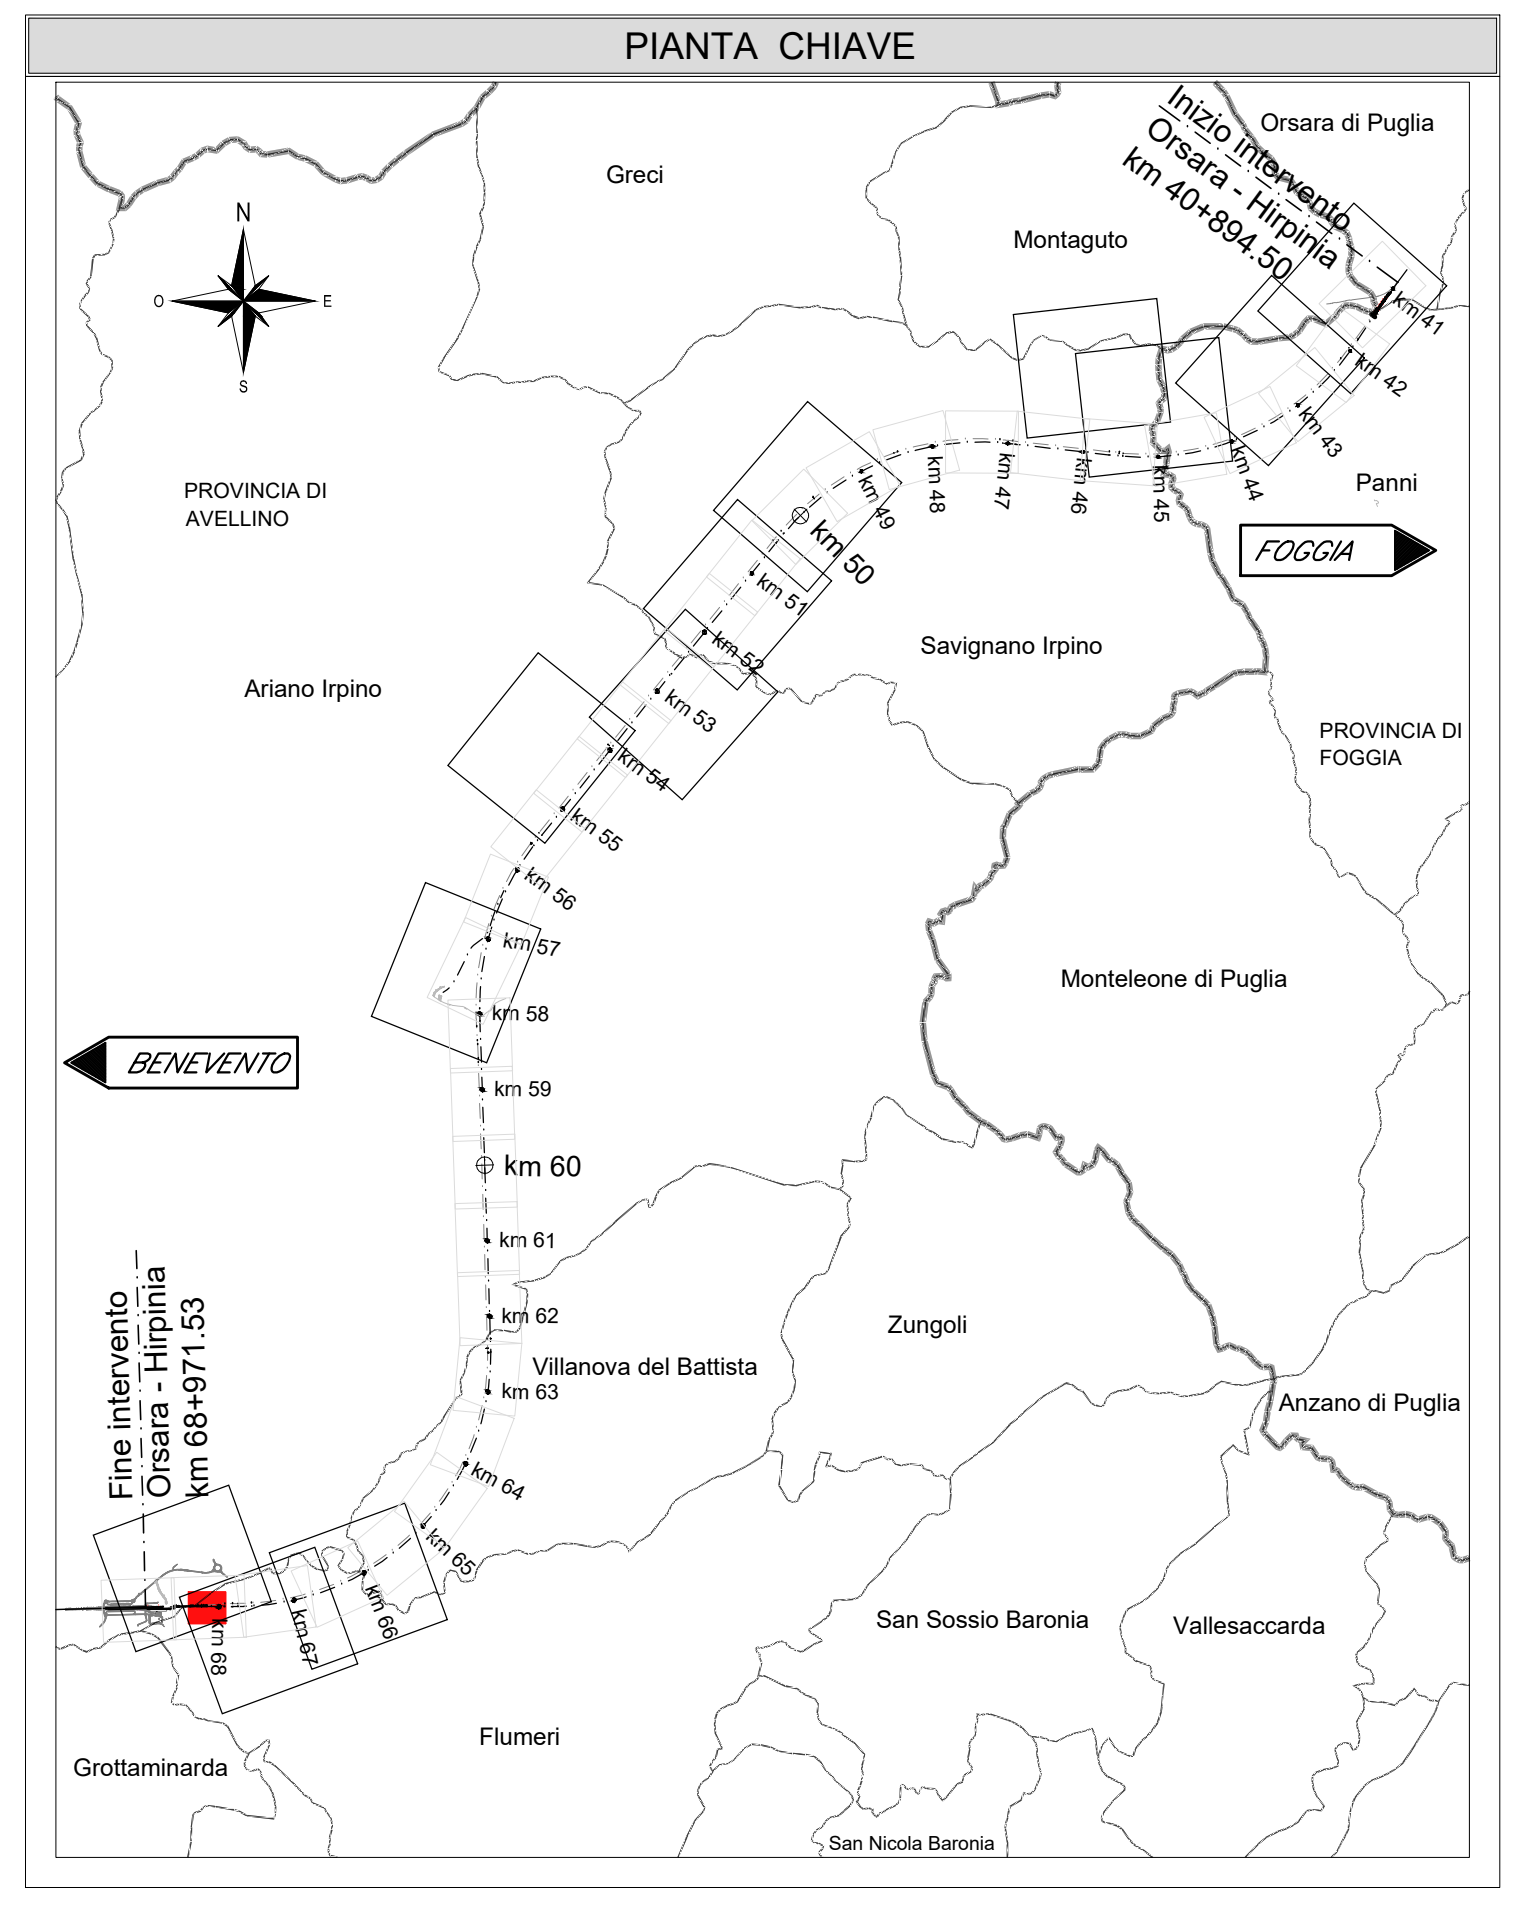 PIANTA CHIAVE
Orsara di Puglia
Inizio intervento
Orsara - Hirpinia
km 40+894.50
Greci
Montaguto
N
O
E
S
km 41
km 42
km 43
km 44
km 45
km 46
km 47
km 48
km 49
km 50
Panni
PROVINCIA DI
AVELLINO
FOGGIA
km 51
km 52
km 53
Savignano Irpino
Ariano Irpino
PROVINCIA DI
FOGGIA
km 54
km 55
km 56
km 57
km 58
Monteleone di Puglia
BENEVENTO
km 59
km 60
km 61
km 62
km 63
Fine intervento
Orsara - Hirpinia
km 68+971.53
Zungoli
Villanova del Battista
Anzano di Puglia
km 64
km 65
km 66
km 67
km 68
San Sossio Baronia
Vallesaccarda
Flumeri
Grottaminarda
San Nicola Baronia